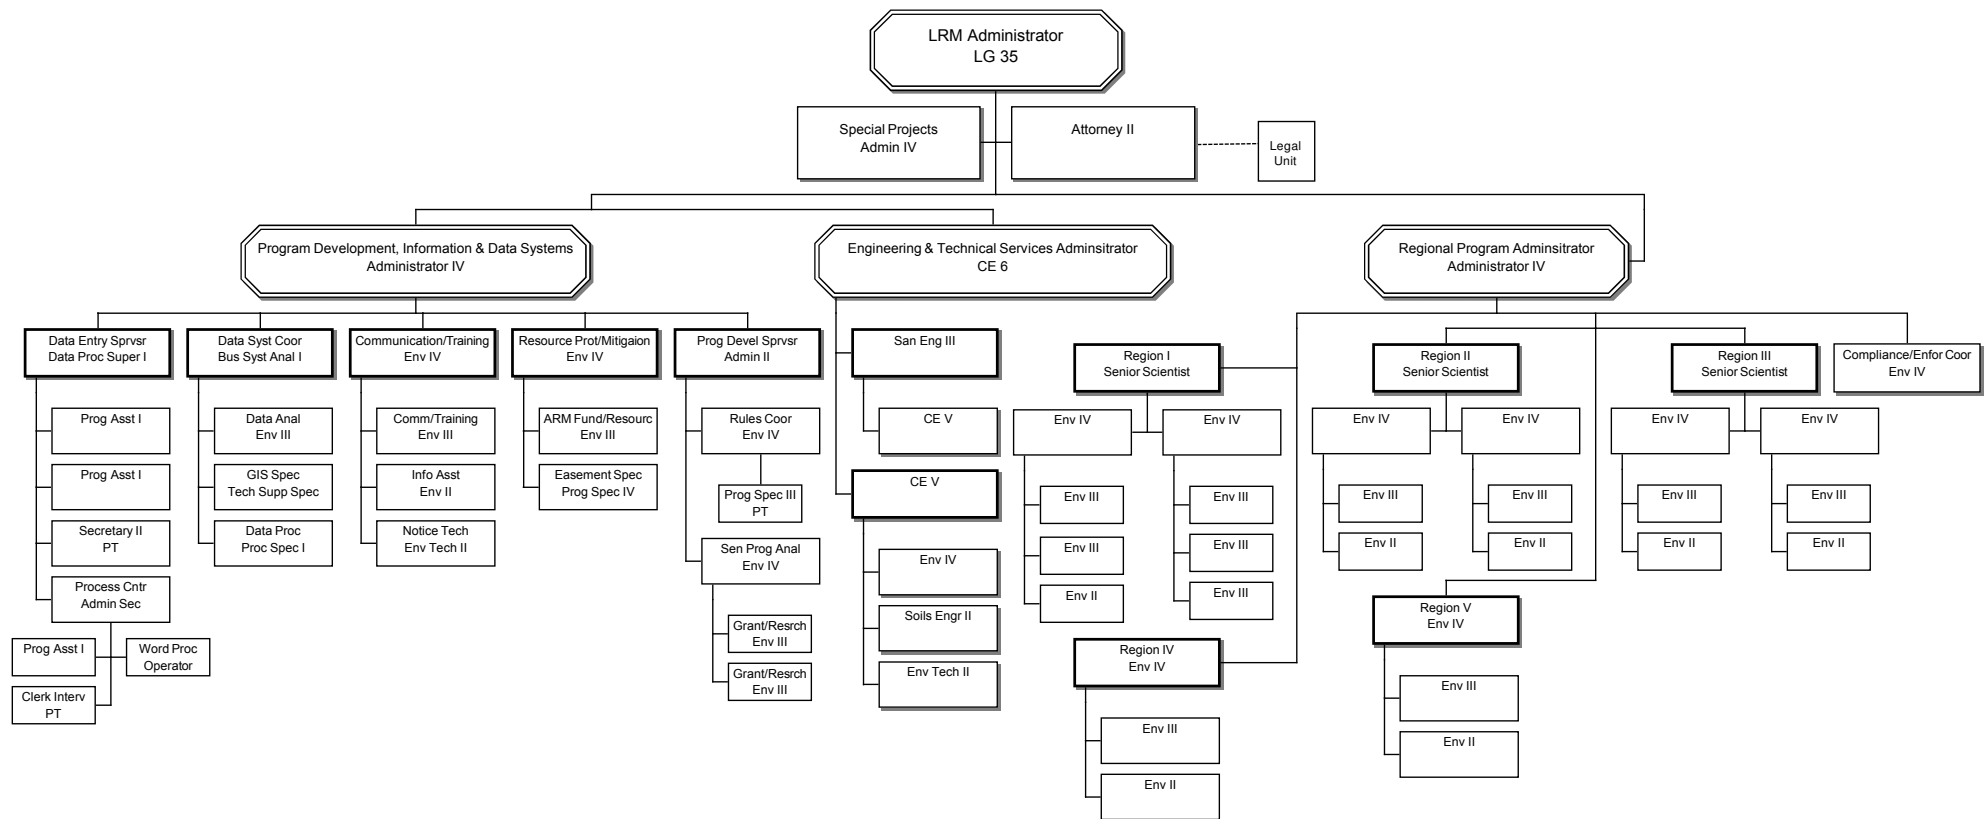 LRM Administrator
LG 35
Special Projects
Admin IV
Attorney II
Legal
Unit
Program Development, Information & Data Systems
Administrator IV
Engineering & Technical Services Adminsitrator
CE 6
Regional Program Adminsitrator
Administrator IV
Data Entry Sprvsr
Data Proc Super I
Prog Asst I
Prog Asst I
Secretary II
PT
Process Cntr
Admin Sec
Prog Asst I
Word Proc
Operator
Clerk Interv
PT
Data Syst Coor
Bus Syst Anal I
Data Anal
Env III
GIS Spec
Tech Supp Spec
Data Proc
Proc Spec I
Communication/Training
Env IV
Comm/Training
Env III
Info Asst
Env II
Notice Tech
Env Tech II
Resource Prot/Mitigaion
Env IV
ARM Fund/Resourc
Env III
Easement Spec
Prog Spec IV
Prog Devel Sprvsr
Admin II
Rules Coor
Env IV
Prog Spec III
PT
Sen Prog Anal
Env IV
Grant/Resrch
Env III
Grant/Resrch
Env III
San Eng III
CE V
CE V
Env IV
Soils Engr II
Env Tech II
Region I
Senior Scientist
Env IV
Env IV
Env III
Env III
Env II
Env III
Env III
Env III
Region IV
Env IV
Env III
Env II
Region II
Senior Scientist
Env IV
Env IV
Env III
Env II
Env III
Env II
Region V
Env IV
Env III
Env II
Region III
Senior Scientist
Env IV
Env IV
Env III
Env II
Env III
Env II
Compliance/Enfor Coor
Env IV